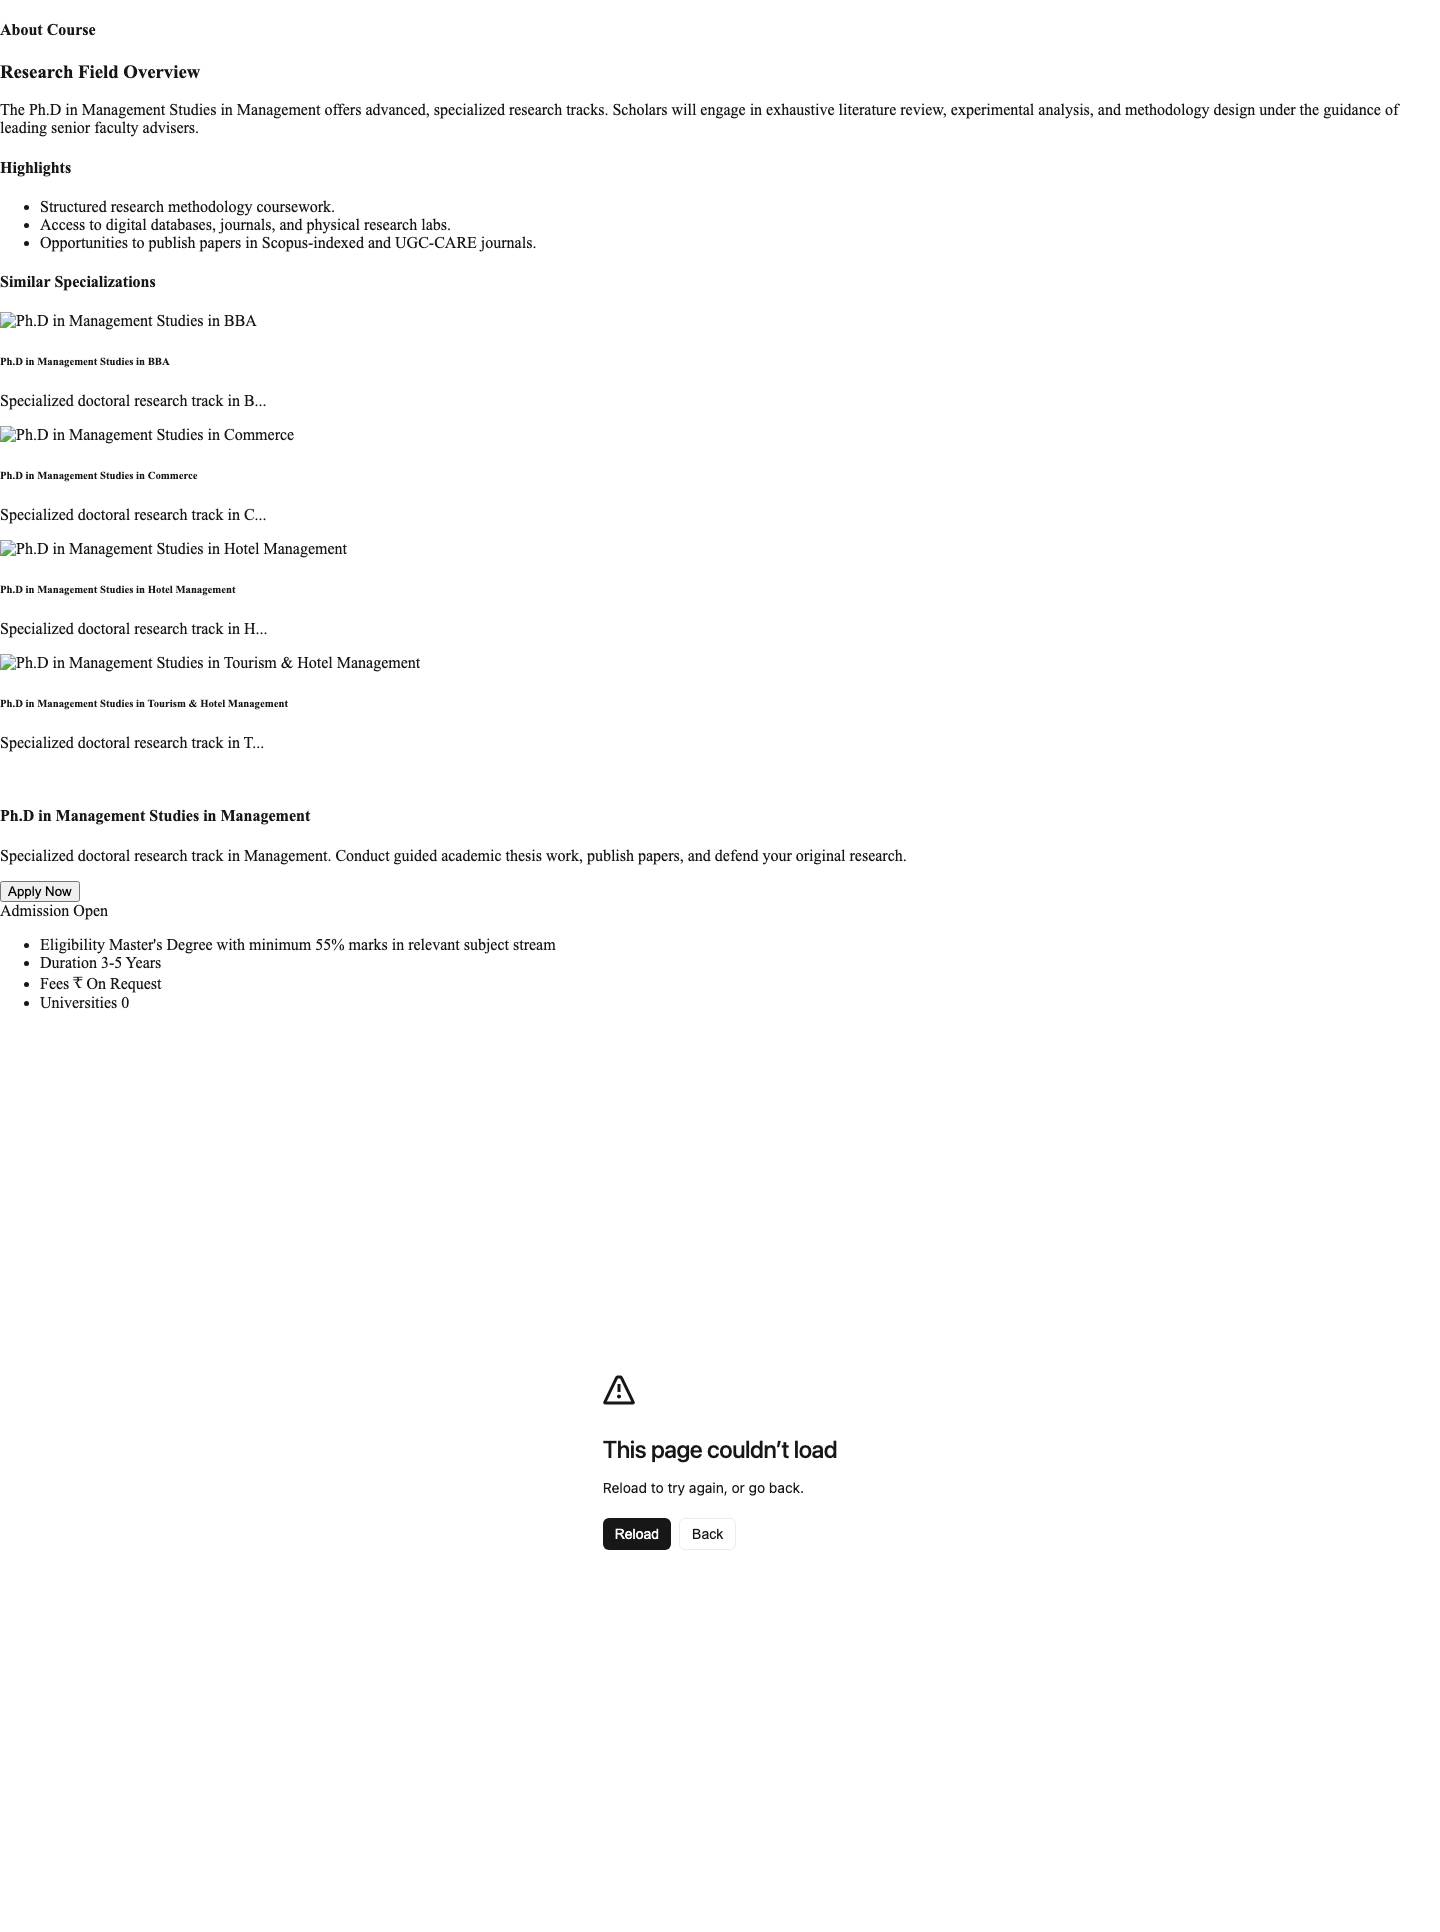 About Course
Research Field Overview
The Ph.D in Management Studies in Management offers advanced, specialized research tracks. Scholars will engage in exhaustive literature review, experimental analysis, and methodology design under the guidance of
leading senior faculty advisers.
Highlights
Structured research methodology coursework.
Access to digital databases, journals, and physical research labs.
Opportunities to publish papers in Scopus-indexed and UGC-CARE journals.
Similar Specializations
Ph.D in Management Studies in BBA
Ph.D in Management Studies in BBA
Specialized doctoral research track in B...
Ph.D in Management Studies in Commerce
Ph.D in Management Studies in Commerce
Specialized doctoral research track in C...
Ph.D in Management Studies in Hotel Management
Ph.D in Management Studies in Hotel Management
Specialized doctoral research track in H...
Ph.D in Management Studies in Tourism & Hotel Management
Ph.D in Management Studies in Tourism & Hotel Management
Specialized doctoral research track in T...
Ph.D in Management Studies in Management
Specialized doctoral research track in Management. Conduct guided academic thesis work, publish papers, and defend your original research.
Apply Now
Admission Open
Eligibility Master's Degree with minimum 55% marks in relevant subject stream
Duration 3-5 Years
Fees ₹ On Request
Universities 0
This page couldn’t load
Reload to try again, or go back.
Reload
Back